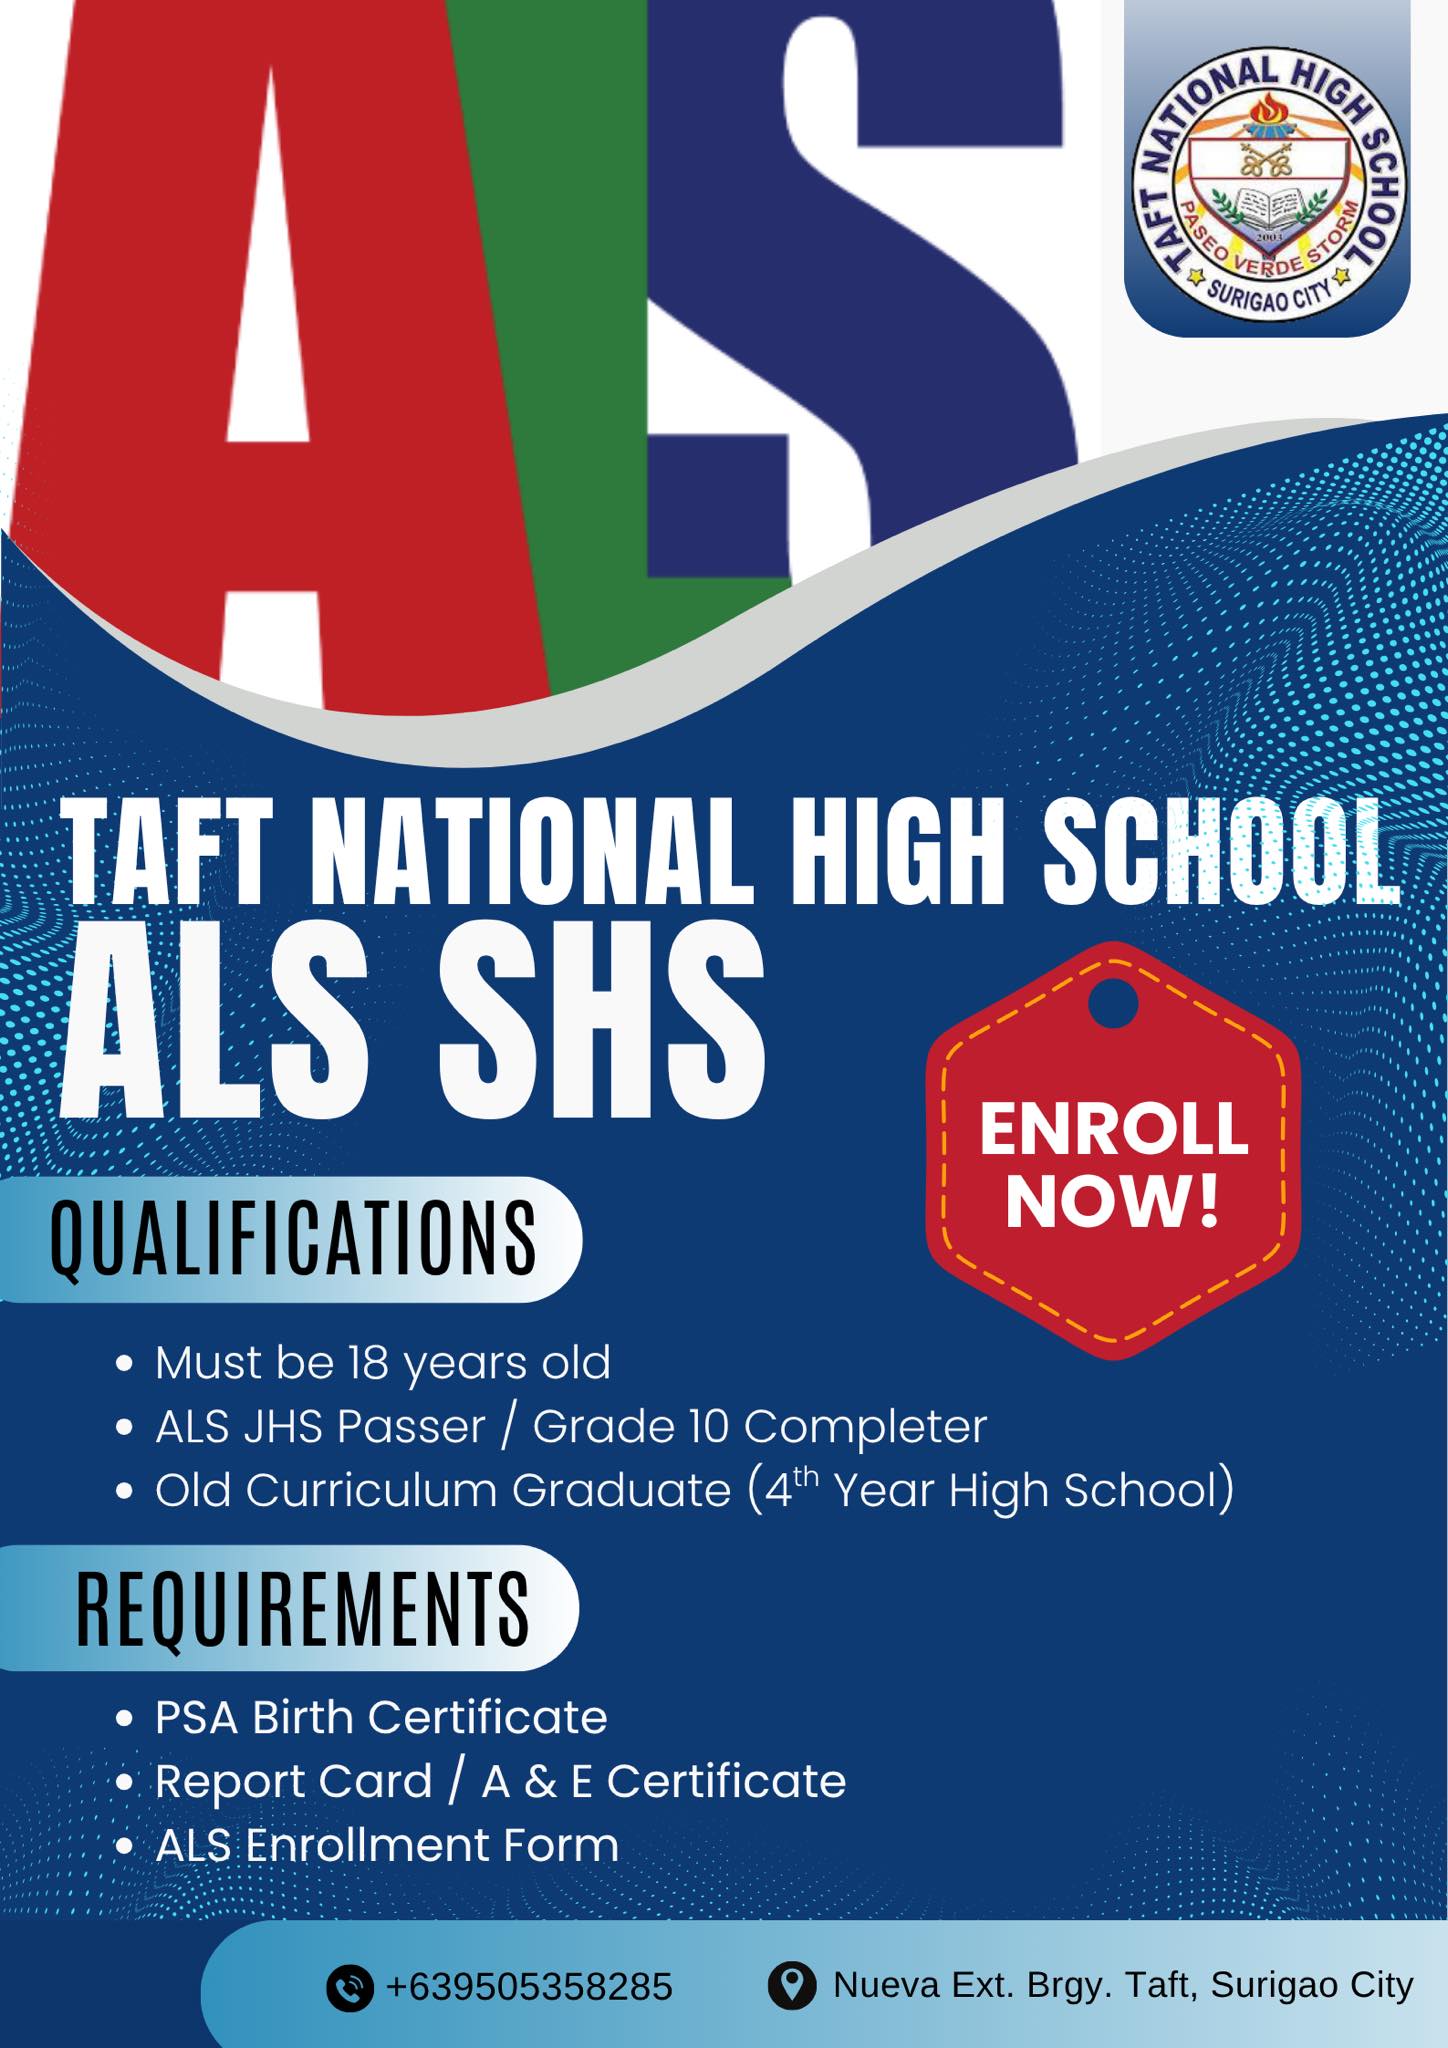 ALS
TAFT NATIONAL HIGH SCHOOL
PASEO VERDE STORM
2003
SURIGAO CITY
TAFT NATIONAL HIGH SCHOOL
ALS SHS
ENROLL
NOW!
QUALIFICATIONS
• Must be 18 years old
• ALS JHS Passer / Grade 10 Completer
• Old Curriculum Graduate (4th Year High School)
REQUIREMENTS
• PSA Birth Certificate
• Report Card / A & E Certificate
• ALS Enrollment Form
+639505358285
Nueva Ext. Brgy. Taft, Surigao City